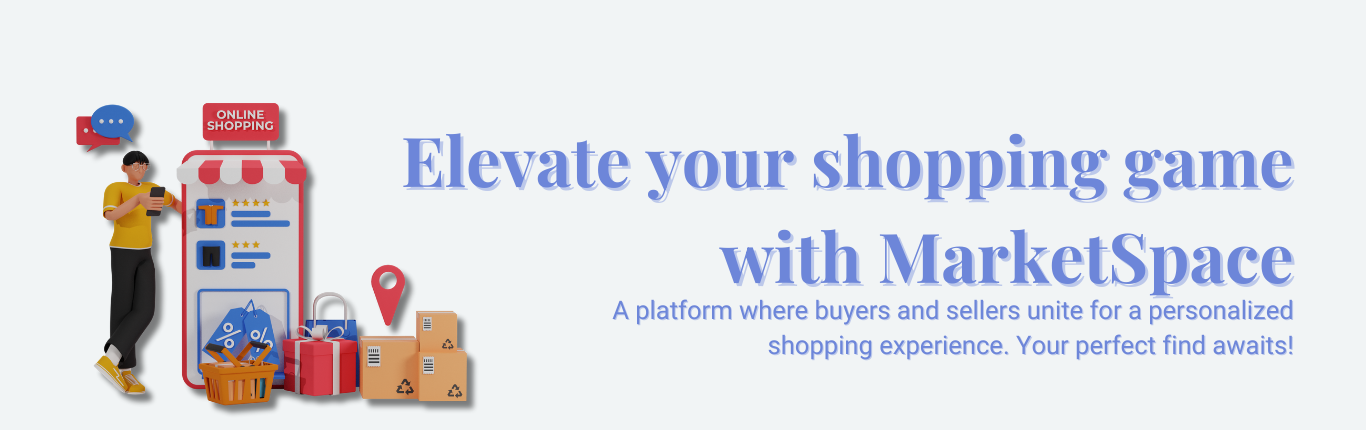 ONLINE
SHOPPING
Elevate your shopping game
with MarketSpace
A platform where buyers and sellers unite for a personalized
shopping experience. Your perfect find awaits!
% %